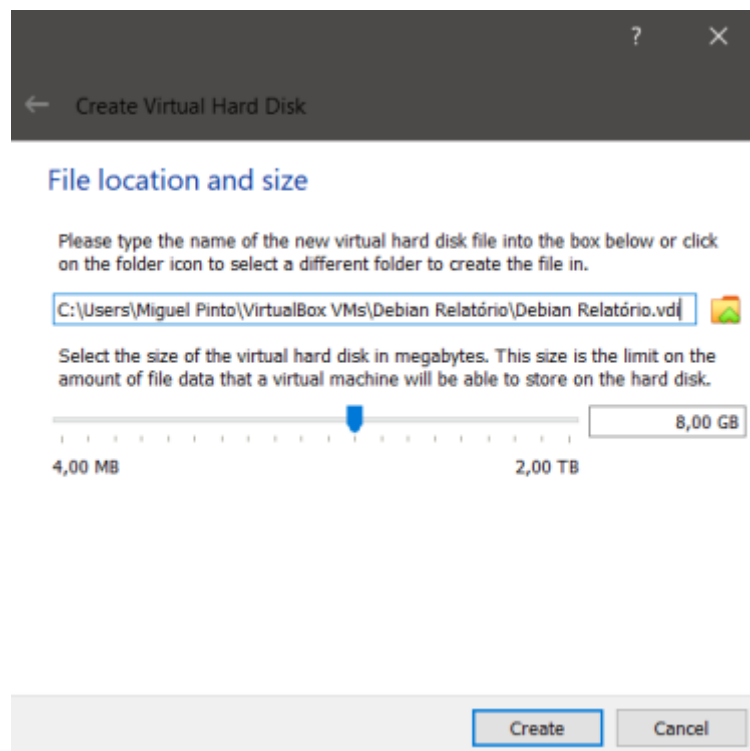 ?
Create Virtual Hard Disk
File location and size
Please type the name of the new virtual hard disk file into the box below or click
on the folder icon to select a different folder to create the file in.
C:\Users\Miguel Pinto\VirtualBox VMs\Debian Relatório\Debian Relatório.vdi
Select the size of the virtual hard disk in megabytes. This size is the limit on the
amount of file data that a virtual machine will be able to store on the hard disk.
8,00 GB
4,00 MB 2,00 TB
Create Cancel